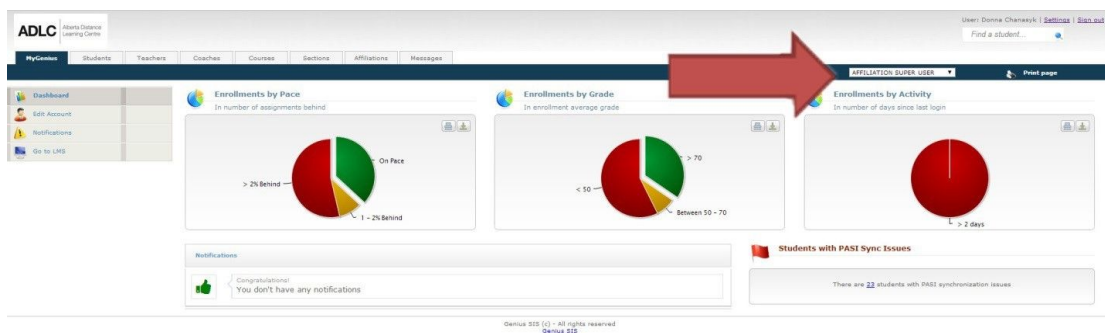 User: Donna Chanasyk | Settings | Sign out
ADLC Alberta Distance Learning Centre
Find a student...
MyGenius Students Teachers Coaches Courses Sections Affiliations Messages
AFFILIATION SUPER USER Print page
Dashboard
Edit Account
Notifications
Go to LMS
Enrollments by Pace
In number of assignments behind
On Pace
> 2% Behind
1 - 2% Behind
Enrollments by Grade
In enrollment average grade
> 70
< 50
Between 50 - 70
Enrollments by Activity
In number of days since last login
> 2 days
Notifications
Congratulations!
You don't have any notifications
Students with PASI Sync Issues
There are 23 students with PASI synchronization issues
Genius SIS (c) - All rights reserved
Genius SIS